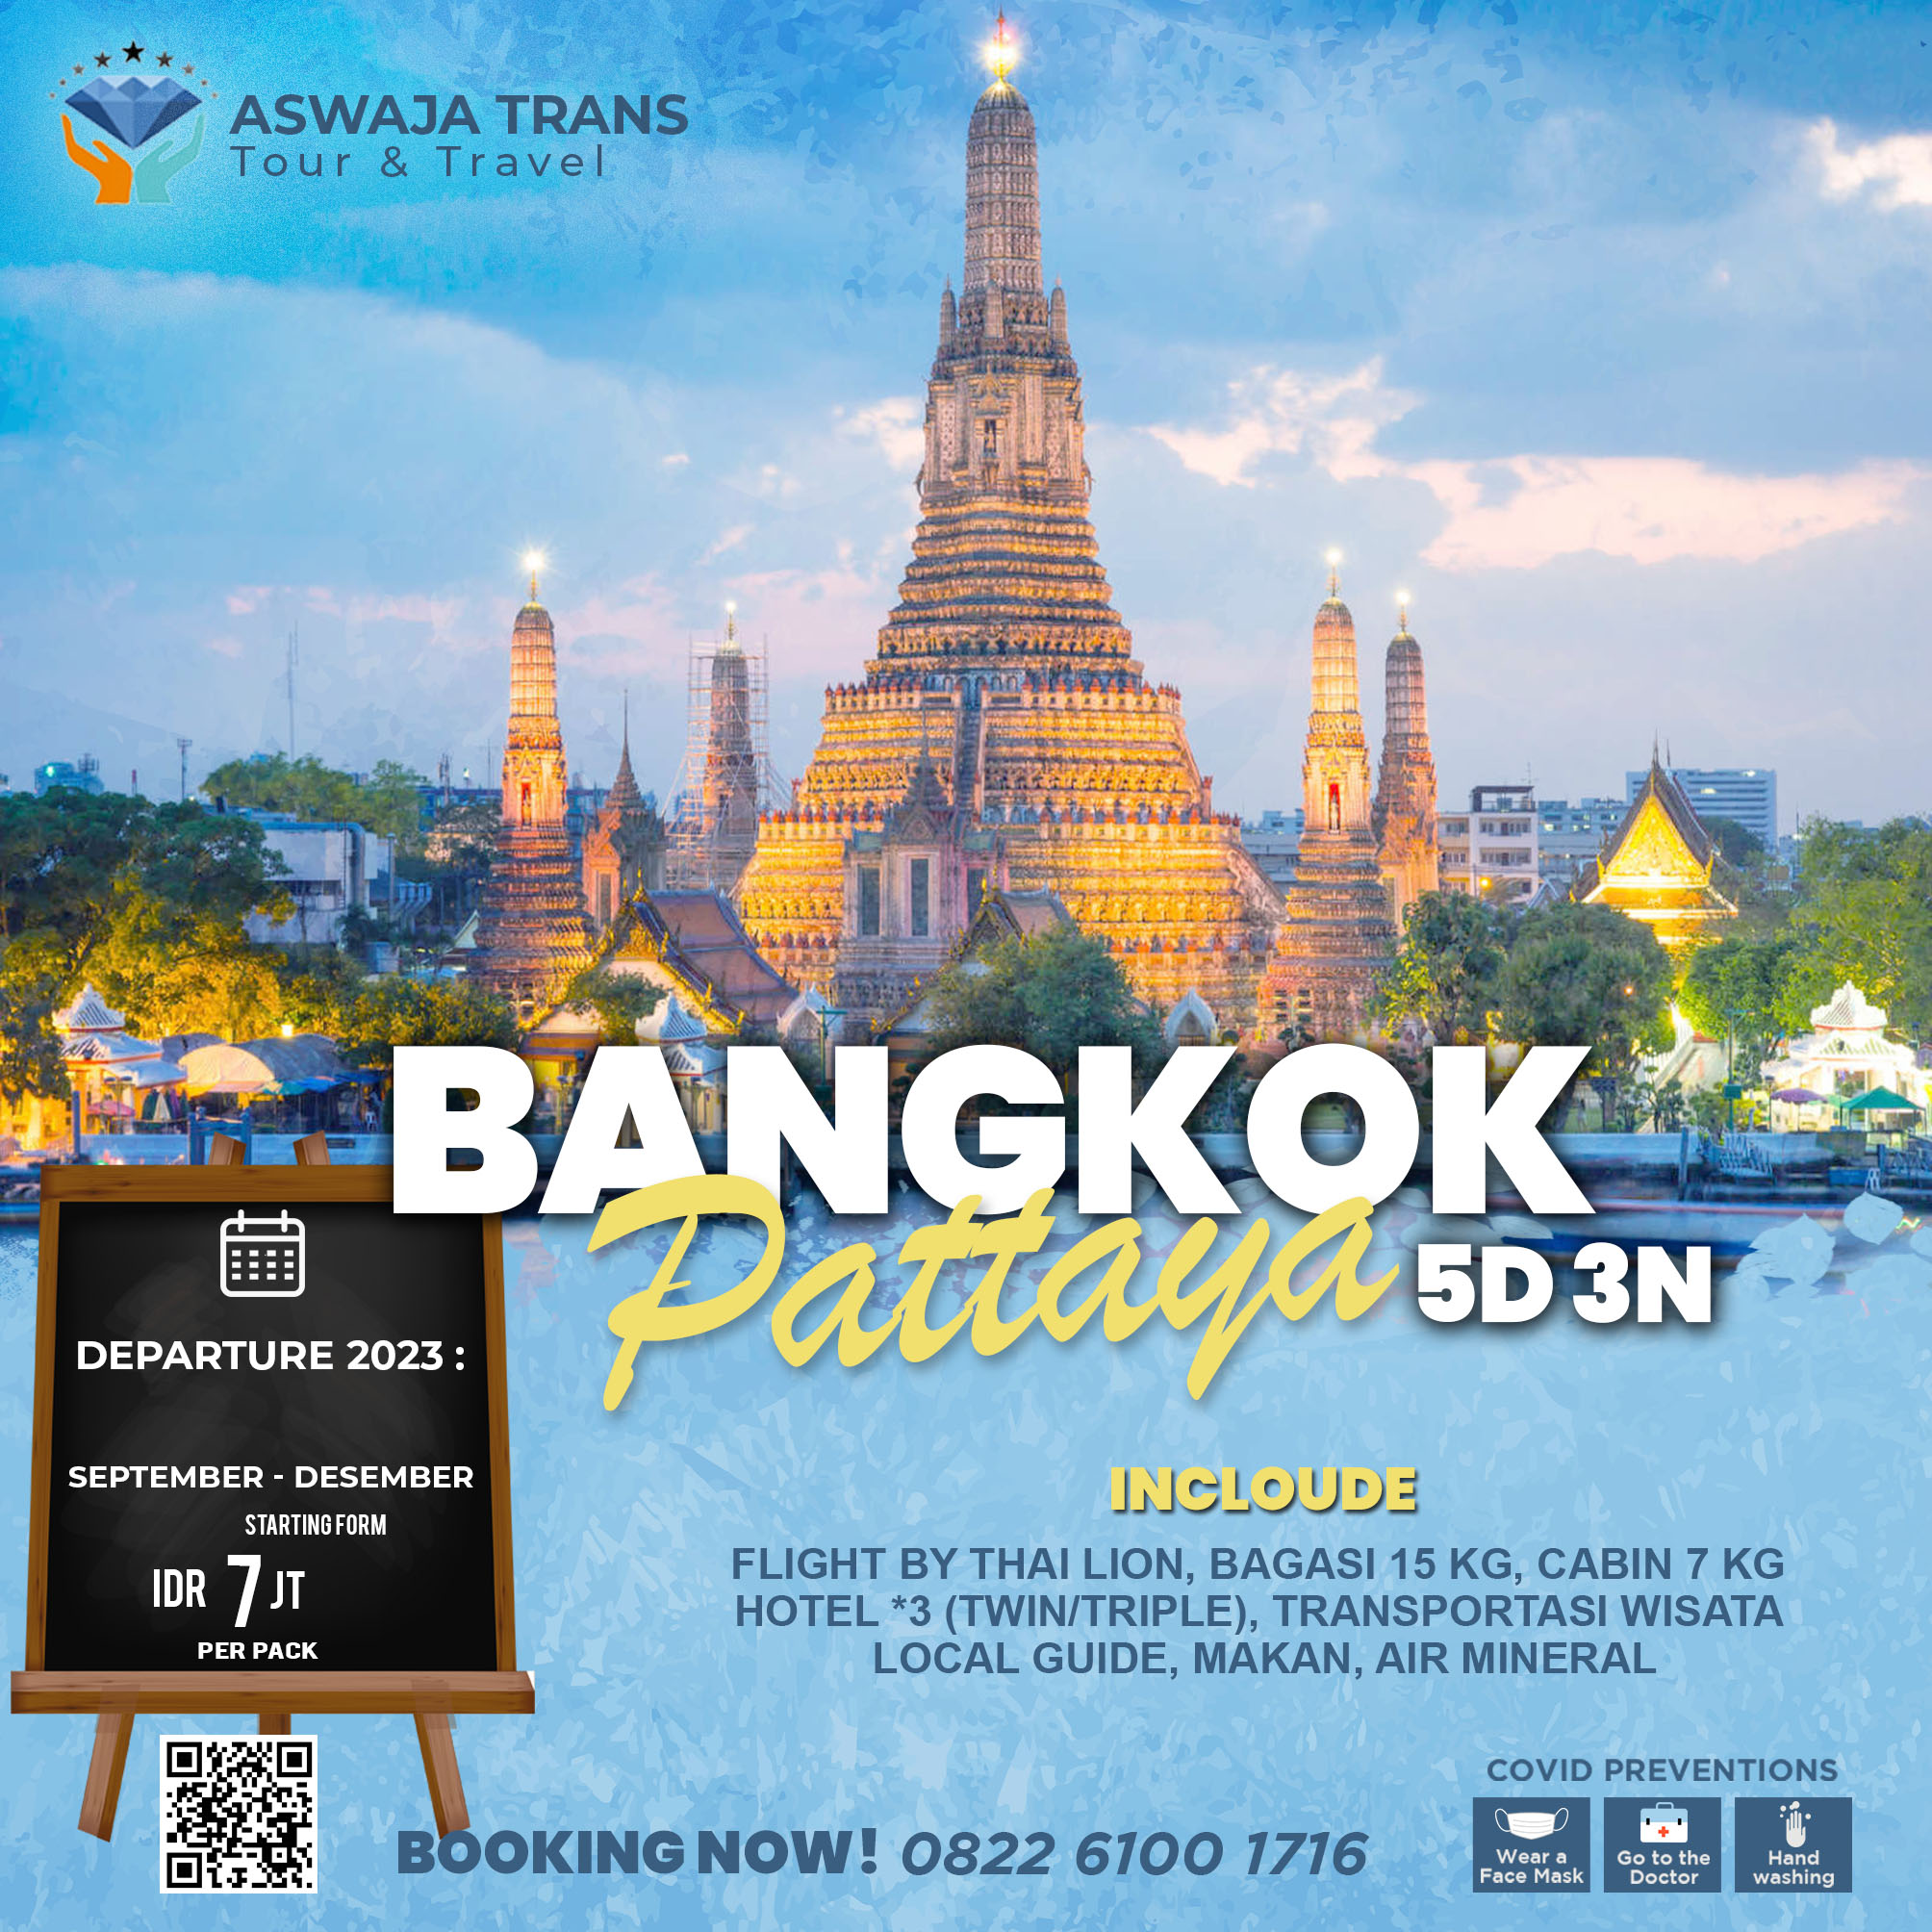 ASWAJA TRANS
Tour & Travel
BANGKOK
Pattaya
5D 3N
DEPARTURE 2023 :
SEPTEMBER - DESEMBER
STARTING FORM
IDR 7 JT
PER PACK
INCLOUDE
FLIGHT BY THAI LION, BAGASI 15 KG, CABIN 7 KG
HOTEL *3 (TWIN/TRIPLE), TRANSPORTASI WISATA
LOCAL GUIDE, MAKAN, AIR MINERAL
BOOKING NOW! 0822 6100 1716
COVID PREVENTIONS
Wear a
Face Mask
Go to the
Doctor
Hand
washing